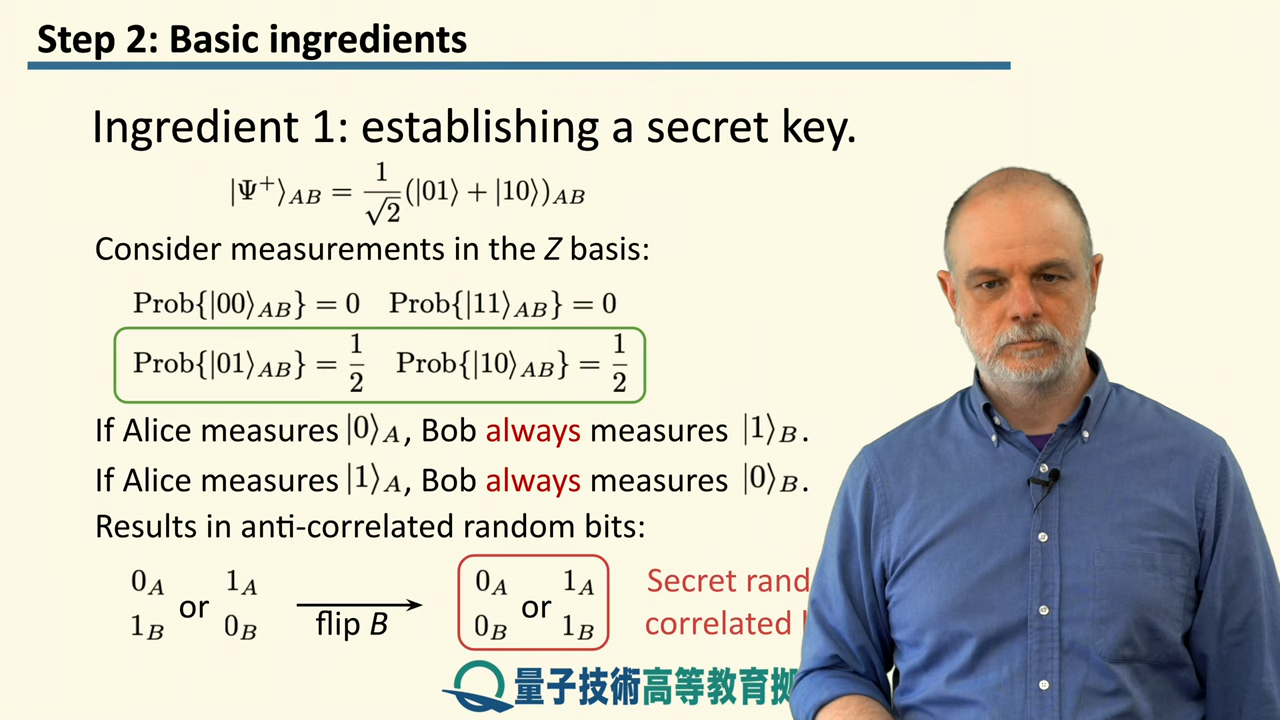 Step 2: Basic ingredients
Ingredient 1: establishing a secret key.
|Ψ⁺⟩_AB = 1/√2 (|01⟩ + |10⟩)_AB
Consider measurements in the Z basis:
Prob{|00⟩_AB} = 0 Prob{|11⟩_AB} = 0
Prob{|01⟩_AB} = 1/2 Prob{|10⟩_AB} = 1/2
If Alice measures |0⟩_A, Bob always measures |1⟩_B.
If Alice measures |1⟩_A, Bob always measures |0⟩_B.
Results in anti-correlated random bits:
0_A or 1_A
1_B 0_B
flip B
0_A or 1_A
0_B 1_B
Secret
correlated
量子技術高等教育拠